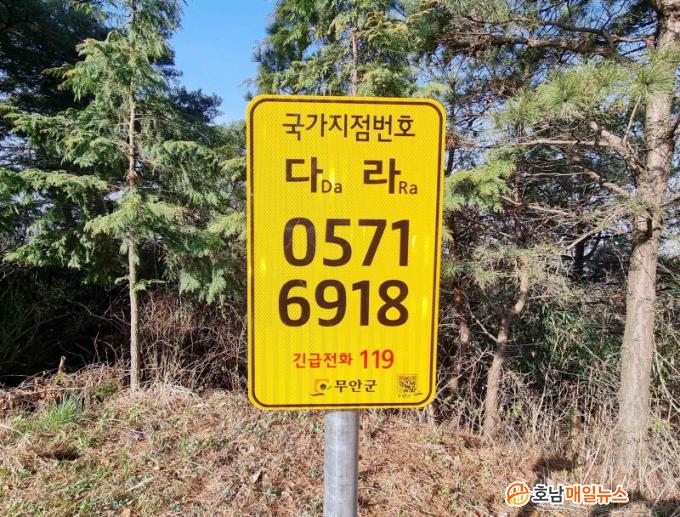 국가지점번호
다Da 라Ra
0571
6918
긴급전화 119
무안군
호남매일뉴스